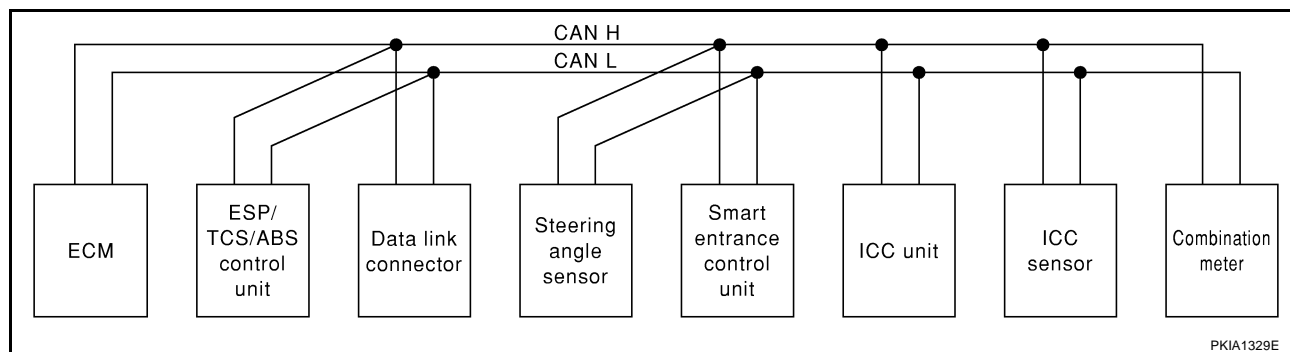 CAN H
CAN L
ECM
ESP/
TCS/ABS
control
unit
Data link
connector
Steering
angle
sensor
Smart
entrance
control
unit
ICC unit
ICC
sensor
Combination
meter
PKIA1329E